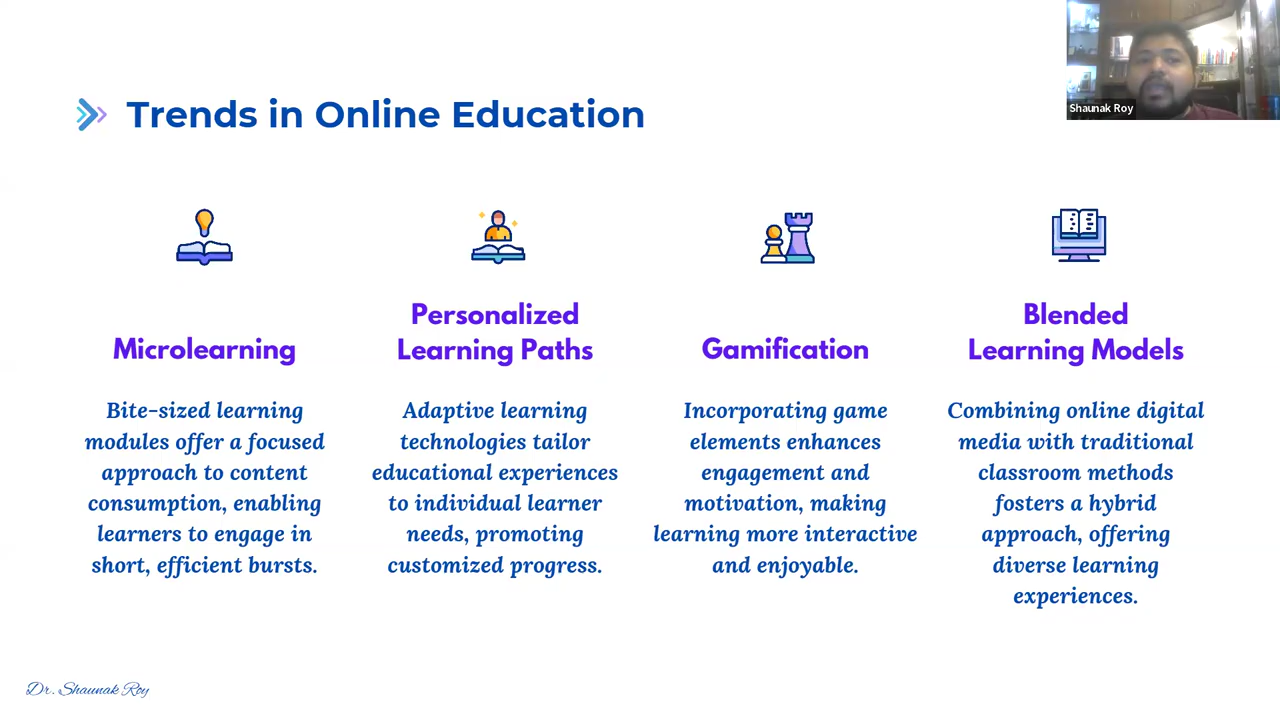 Trends in Online Education
Shaunak Roy
Microlearning
Bite-sized learning
modules offer a focused
approach to content
consumption, enabling
learners to engage in
short, efficient bursts.
Personalized
Learning Paths
Adaptive learning
technologies tailor
educational experiences
to individual learner
needs, promoting
customized progress.
Gamification
Incorporating game
elements enhances
engagement and
motivation, making
learning more interactive
and enjoyable.
Blended
Learning Models
Combining online digital
media with traditional
classroom methods
fosters a hybrid
approach, offering
diverse learning
experiences.
Dr. Shaunak Roy